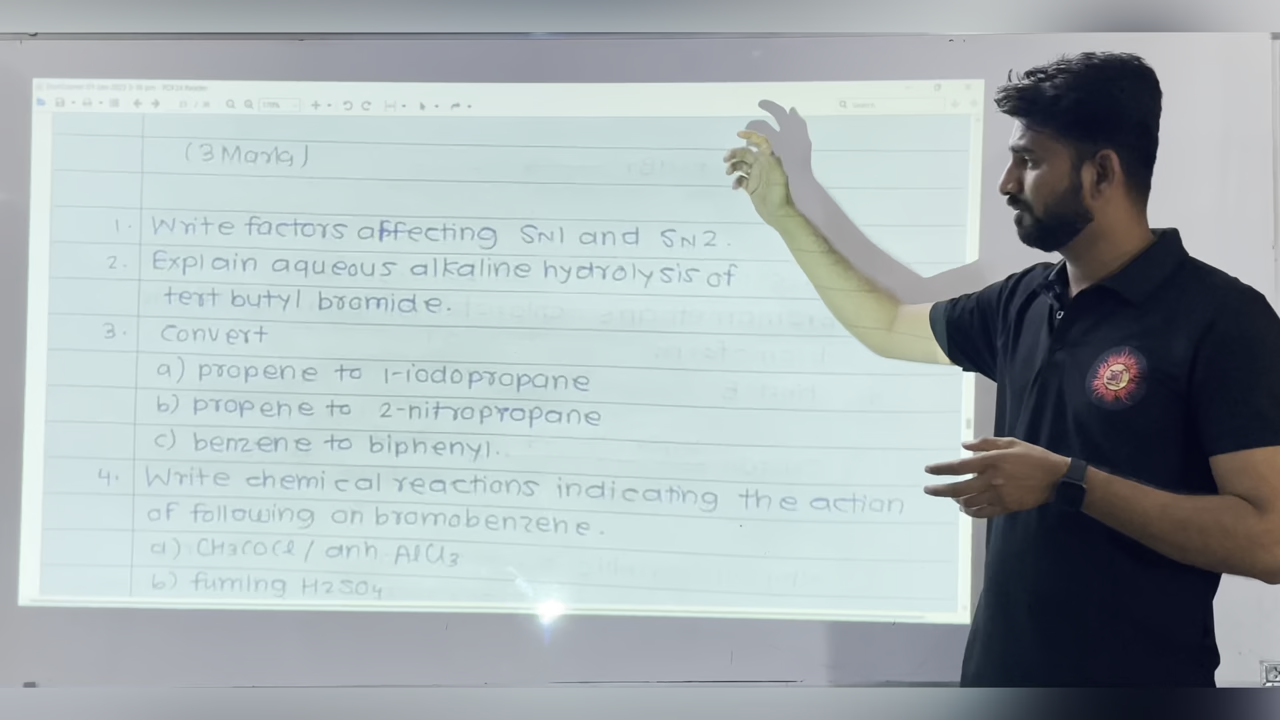 (3 Marks)
1. Write factors affecting SN1 and SN2.
2. Explain aqueous alkaline hydrolysis of
tert butyl bromide.
3. Convert
a) propene to 1-iodopropane
b) propene to 2-nitropropane
c) benzene to biphenyl.
4. Write chemical reactions indicating the action
of following on bromobenzene.
a) CH3COCl / anh AlCl3
b) fuming H2SO4